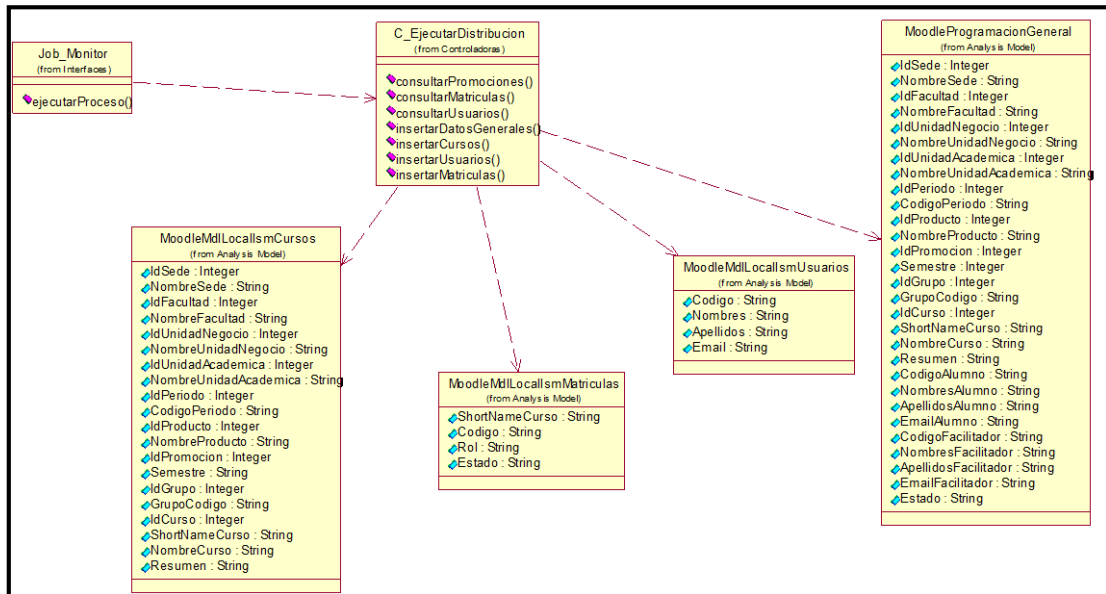 Job_Monitor
(from Interfaces)
ejecutarProceso()
C_EjecutarDistribucion
(from Controladoras)
consultarPromociones()
consultarMatriculas()
consultarUsuarios()
insertarDatosGenerales()
insertarCursos()
insertarUsuarios()
insertarMatriculas()
MoodleProgramacionGeneral
(from Analysis Model)
IdSede : Integer
NombreSede : String
IdFacultad : Integer
NombreFacultad : String
IdUnidadNegocio : Integer
NombreUnidadNegocio : String
IdUnidadAcademica : Integer
NombreUnidadAcademica : String
IdPeriodo : Integer
CodigoPeriodo : String
IdProducto : Integer
NombreProducto : String
IdPromocion : Integer
Semestre : Integer
IdGrupo : Integer
GrupoCodigo : String
IdCurso : Integer
ShortNameCurso : String
NombreCurso : String
Resumen : String
CodigoAlumno : String
NombresAlumno : String
ApellidosAlumno : String
EmailAlumno : String
CodigoFacilitador : String
NombresFacilitador : String
ApellidosFacilitador : String
EmailFacilitador : String
Estado : String
MoodleMdlLocalIsmCursos
(from Analysis Model)
IdSede : Integer
NombreSede : String
IdFacultad : Integer
NombreFacultad : String
IdUnidadNegocio : Integer
NombreUnidadNegocio : String
IdUnidadAcademica : Integer
NombreUnidadAcademica : String
IdPeriodo : Integer
CodigoPeriodo : String
IdProducto : Integer
NombreProducto : String
IdPromocion : Integer
Semestre : String
IdGrupo : Integer
GrupoCodigo : String
IdCurso : Integer
ShortNameCurso : String
NombreCurso : String
Resumen : String
MoodleMdlLocalIsmMatriculas
(from Analysis Model)
ShortNameCurso : String
Codigo : String
Rol : String
Estado : String
MoodleMdlLocalIsmUsuarios
(from Analysis Model)
Codigo : String
Nombres : String
Apellidos : String
Email : String